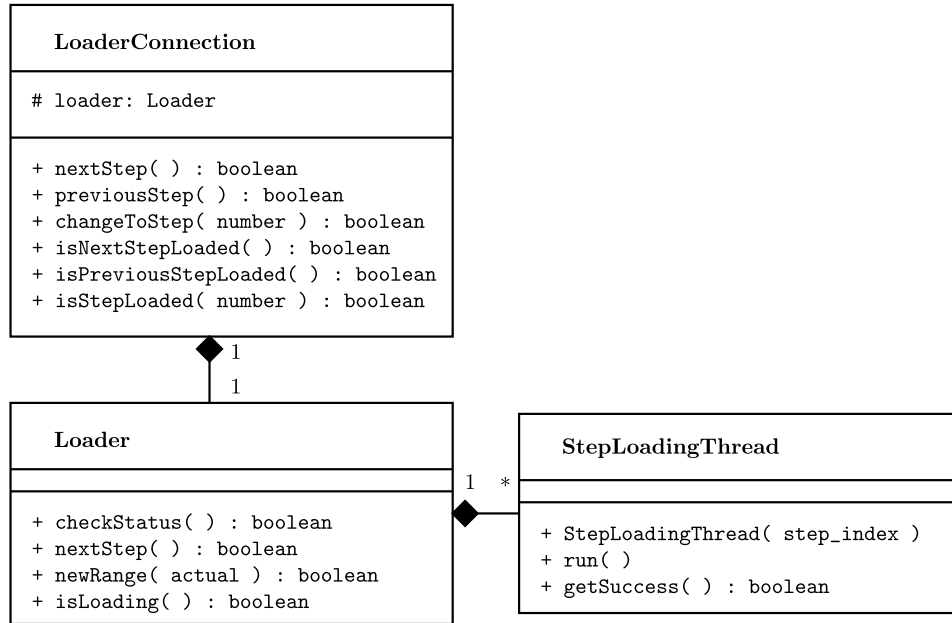 LoaderConnection
# loader: Loader
+ nextStep( ) : boolean
+ previousStep( ) : boolean
+ changeToStep( number ) : boolean
+ isNextStepLoaded( ) : boolean
+ isPreviousStepLoaded( ) : boolean
+ isStepLoaded( number ) : boolean
1
1
Loader
+ checkStatus( ) : boolean
+ nextStep( ) : boolean
+ newRange( actual ) : boolean
+ isLoading( ) : boolean
1 *
StepLoadingThread
+ StepLoadingThread( step_index )
+ run( )
+ getSuccess( ) : boolean